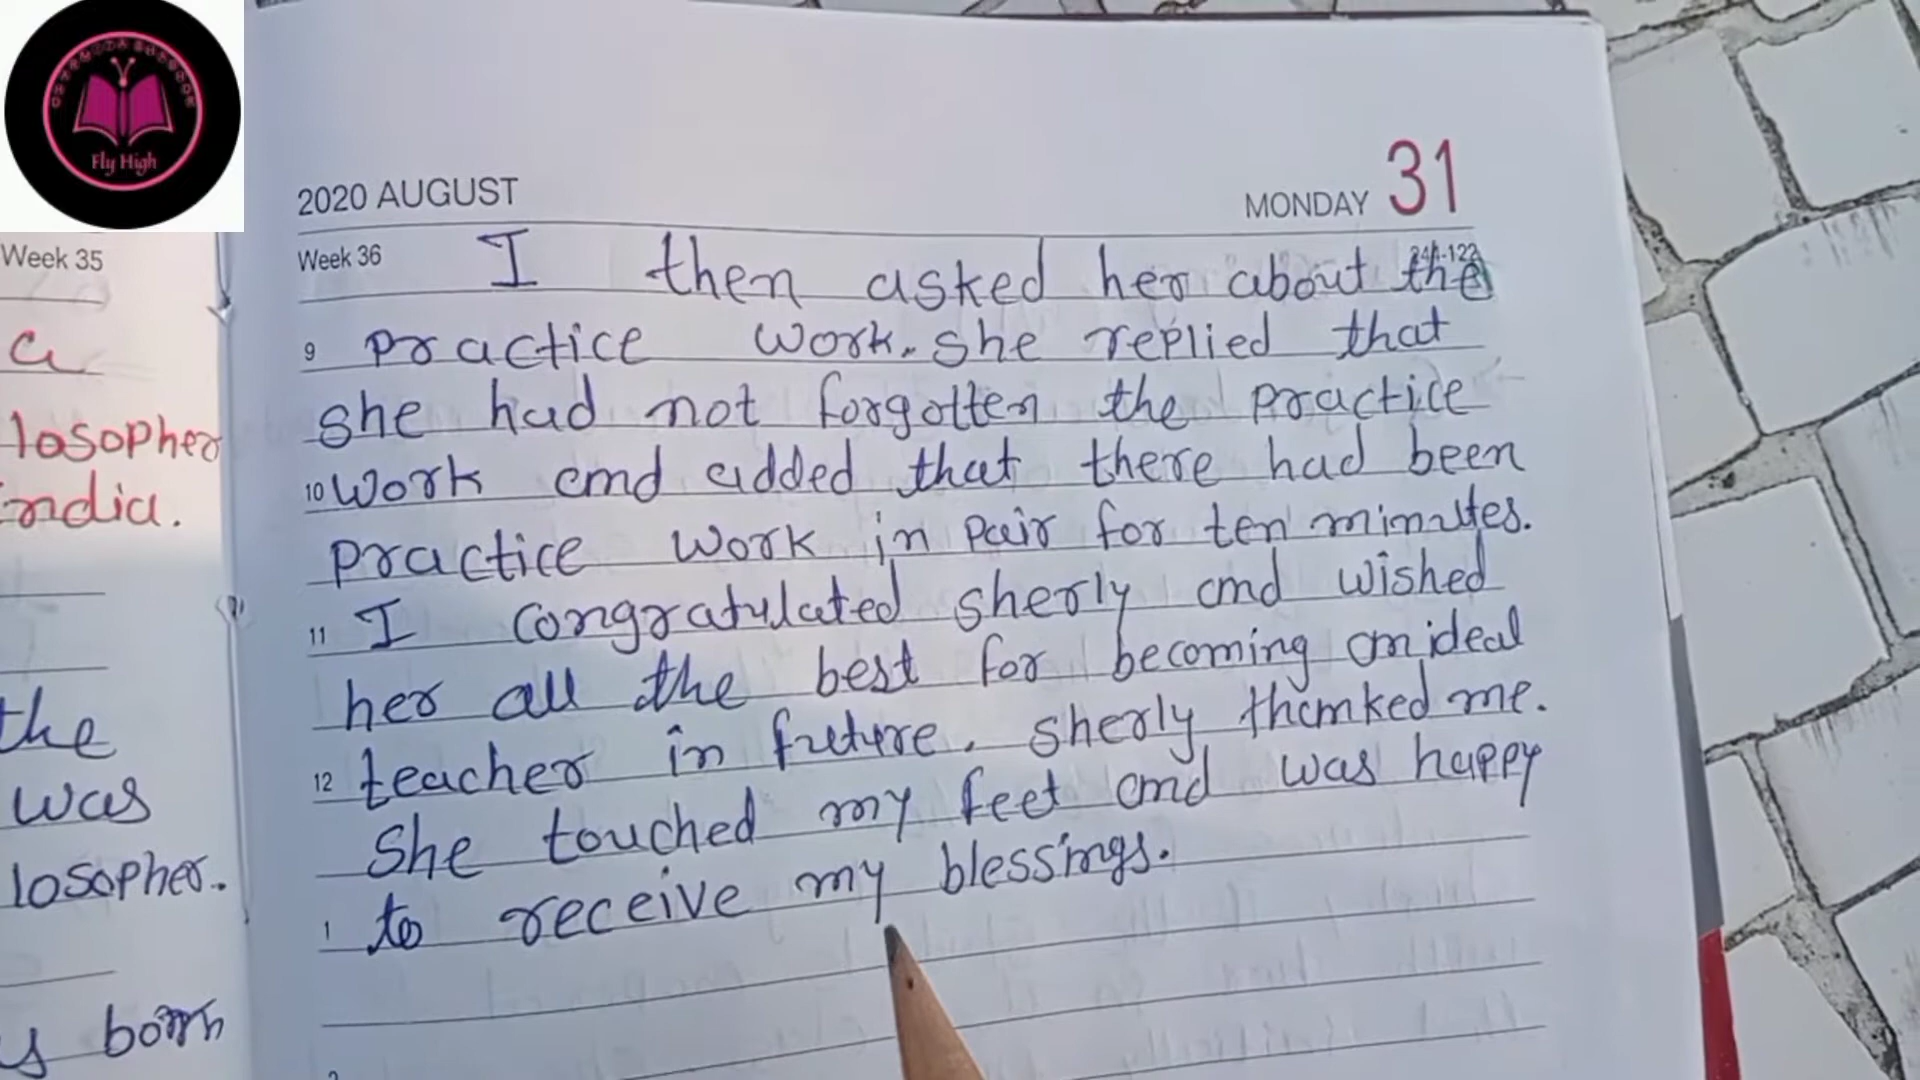 Fly High
2020 AUGUST
MONDAY 31
Week 35
a
losopher
india.
the
was
losopher.
born
Week 36
I then asked her about the
9 practice work. she replied that
she had not forgotten the practice
10 work and added that there had been
practice work in pair for ten minutes.
11 I congratulated sherly and wished
her all the best for becoming an ideal
12 teacher in future. sherly thanked me.
She touched my feet and was happy
1 to receive my blessings.